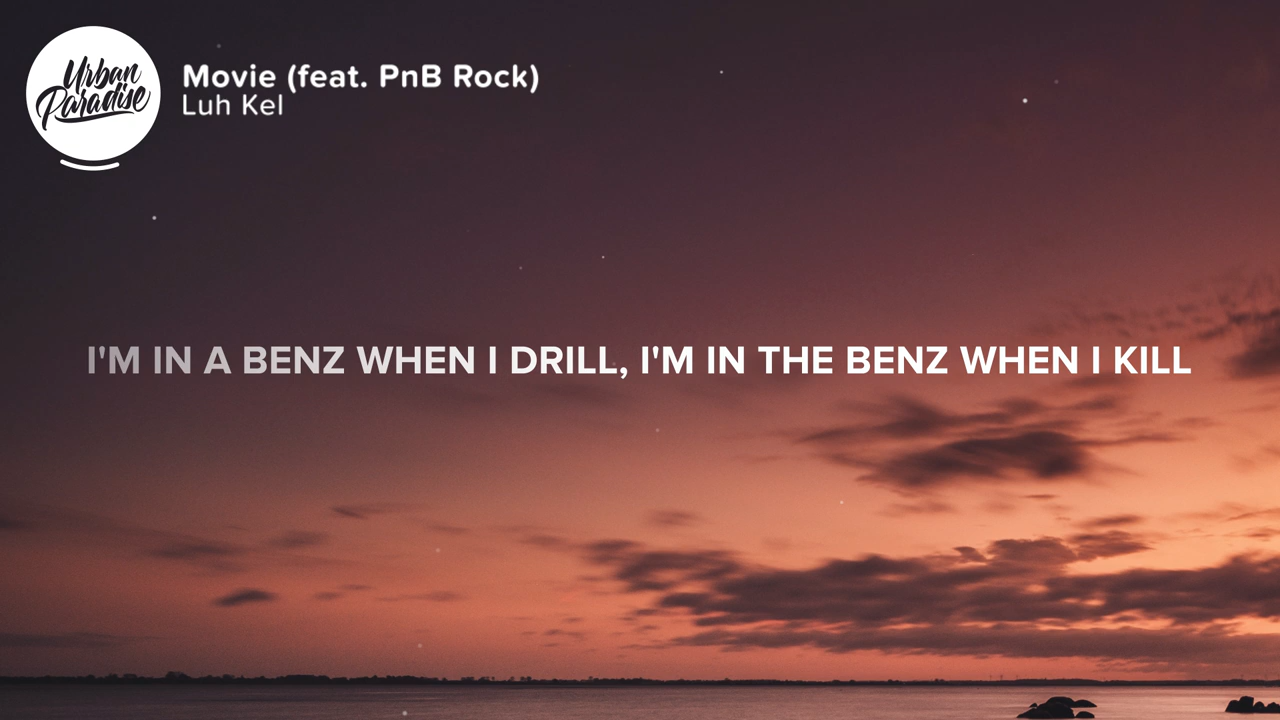 Urban
Paradise
Movie (feat. PnB Rock)
Luh Kel
I'M IN A BENZ WHEN I DRILL, I'M IN THE BENZ WHEN I KILL